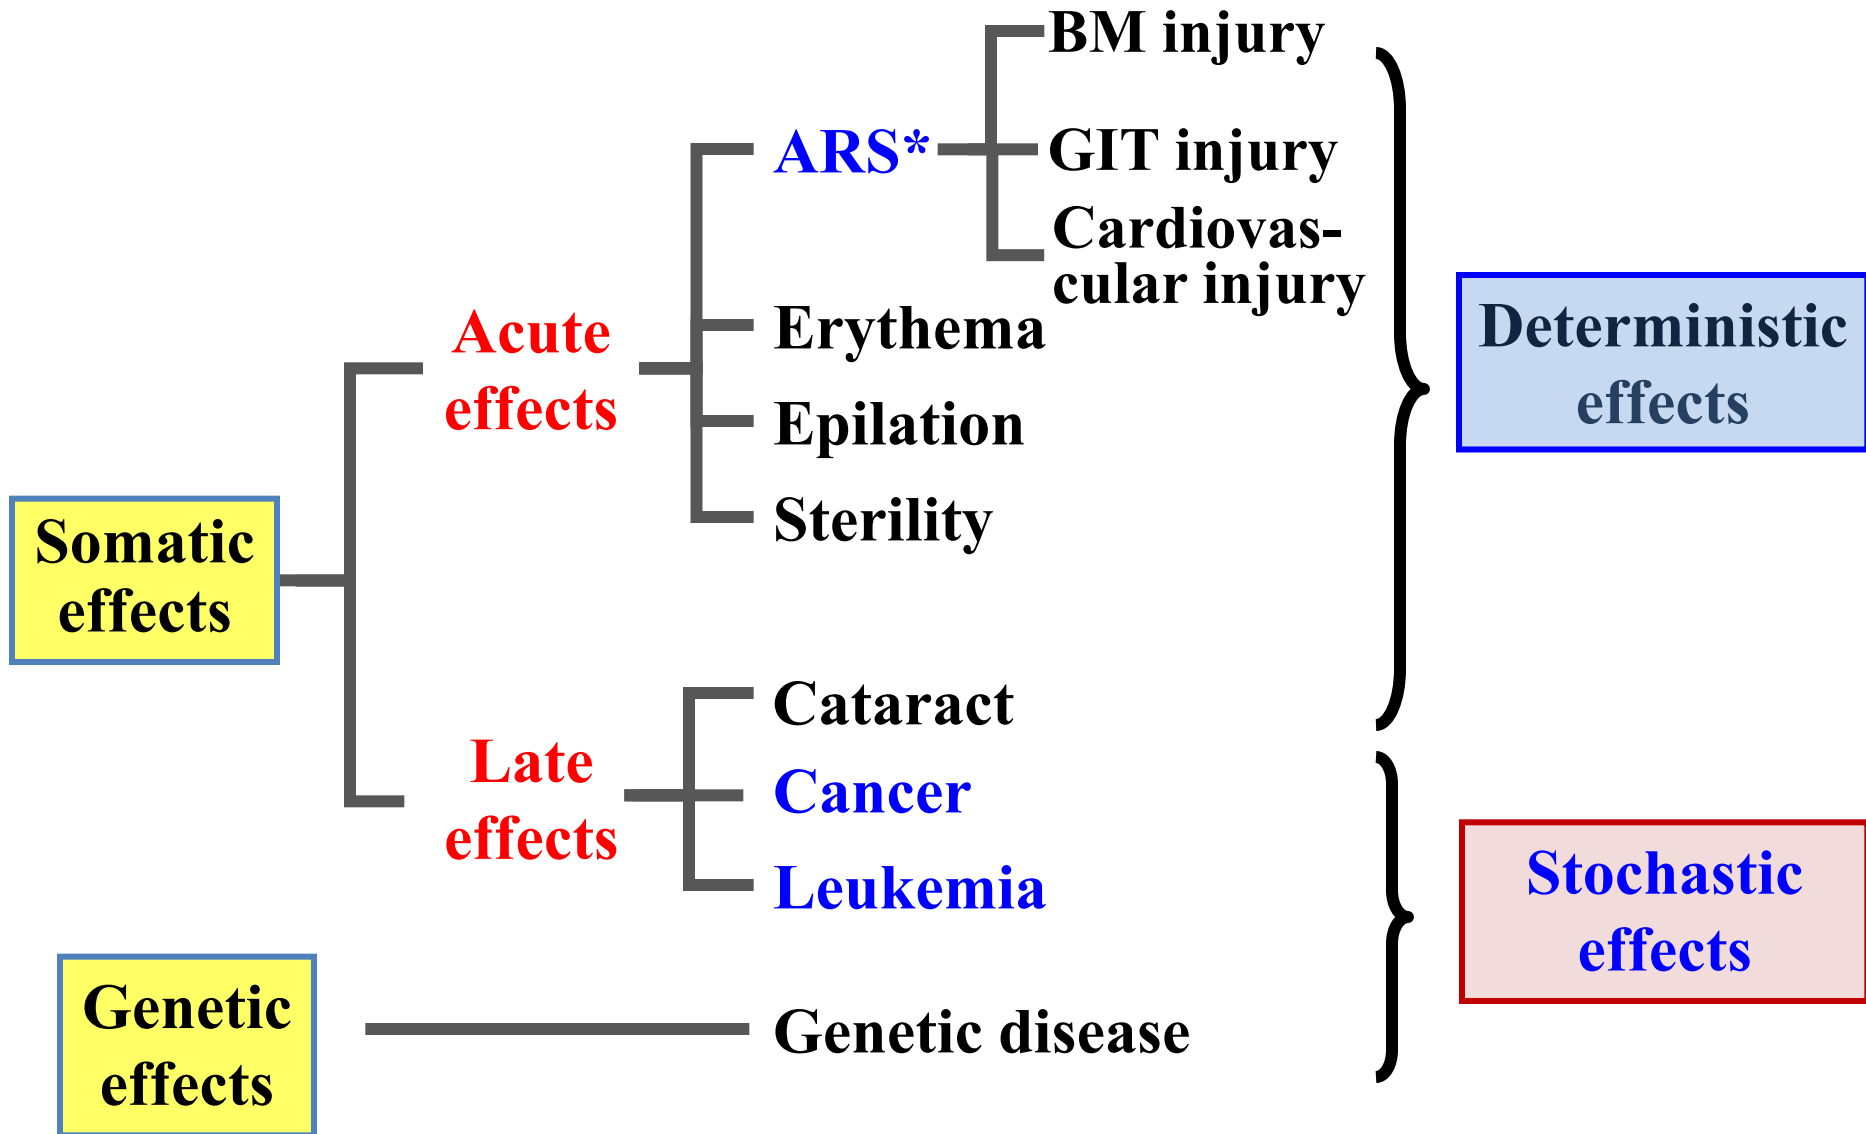 BM injury
ARS*
GIT injury
Cardiovas-
cular injury
Acute
effects
Erythema
Epilation
Sterility
Deterministic
effects
Somatic
effects
Late
effects
Cataract
Cancer
Leukemia
Stochastic
effects
Genetic
effects
Genetic disease